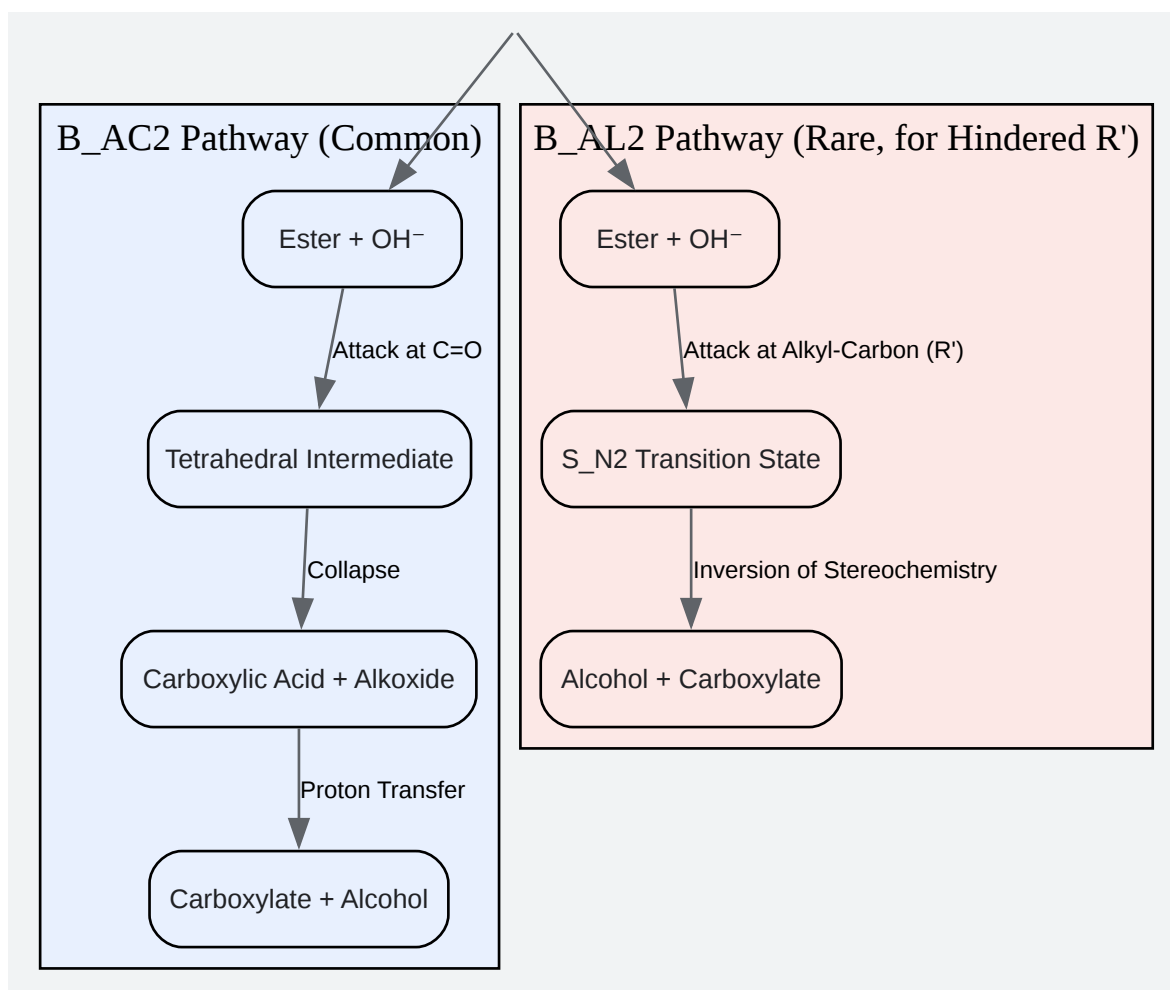 B_AC2 Pathway (Common)
Ester + OH⁻
Attack at C=O
Tetrahedral Intermediate
Collapse
Carboxylic Acid + Alkoxide
Proton Transfer
Carboxylate + Alcohol
B_AL2 Pathway (Rare, for Hindered R')
Ester + OH⁻
Attack at Alkyl-Carbon (R')
S_N2 Transition State
Inversion of Stereochemistry
Alcohol + Carboxylate